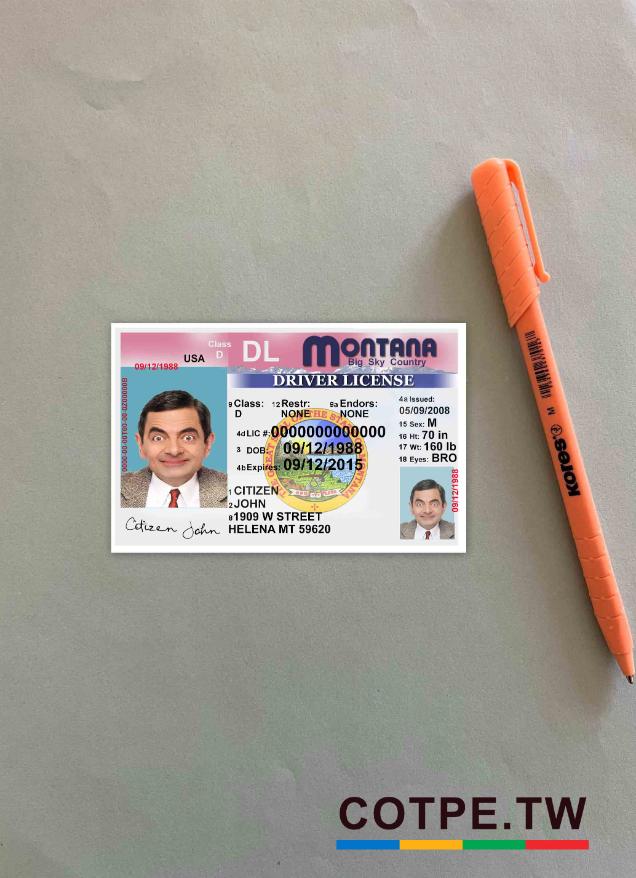 Class
D
DL
MONTANA
Big Sky Country
USA
09/12/1988
DRIVER LICENSE
9 Class: 12 Restr: 9a Endors:
D NONE NONE
4a Issued:
05/09/2008
4d LIC #: 0000000000000
15 Sex: M
16 Ht: 70 in
3 DOB: 09/12/1988
17 Wt: 160 lb
4b Expires: 09/12/2015
18 Eyes: BRO
1 CITIZEN
2 JOHN
8 1909 W STREET
HELENA MT 59620
Citizen John
09/12/1988
kores
M
COTPE.TW